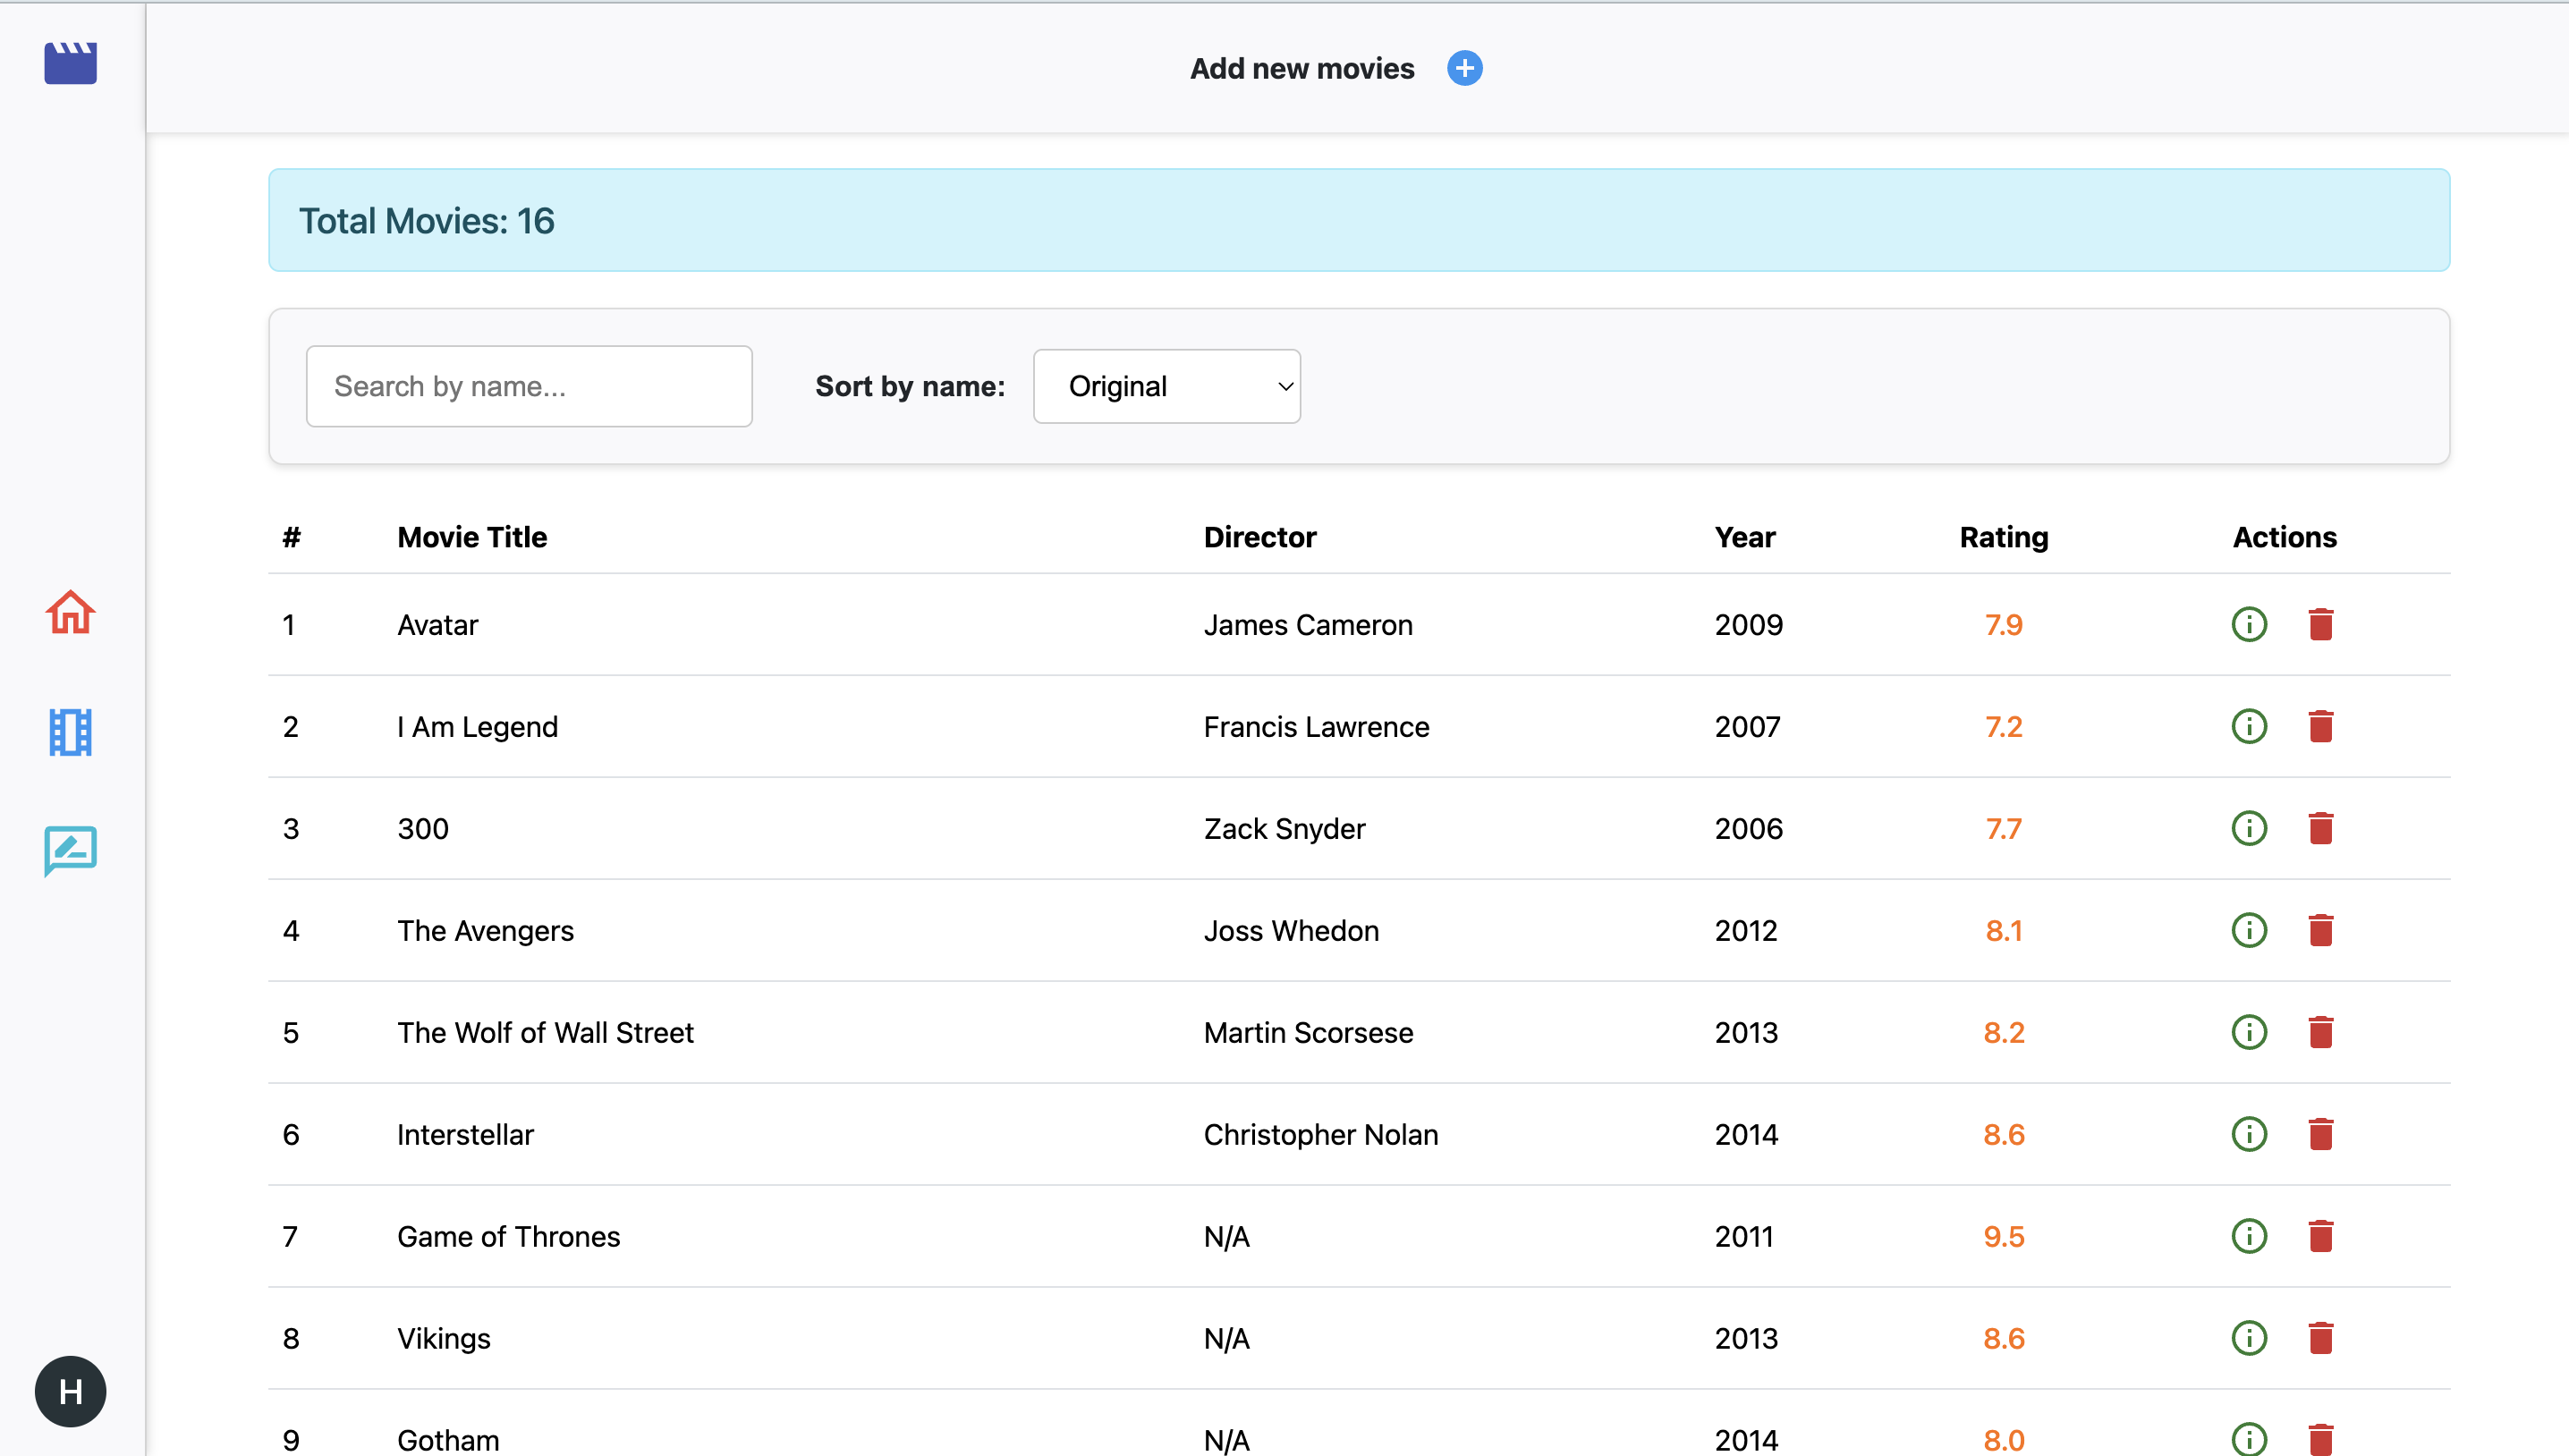 Add new movies
Total Movies: 16
Search by name...
Sort by name: Original
# Movie Title Director Year Rating Actions
1 Avatar James Cameron 2009 7.9
2 I Am Legend Francis Lawrence 2007 7.2
3 300 Zack Snyder 2006 7.7
4 The Avengers Joss Whedon 2012 8.1
5 The Wolf of Wall Street Martin Scorsese 2013 8.2
6 Interstellar Christopher Nolan 2014 8.6
7 Game of Thrones N/A 2011 9.5
8 Vikings N/A 2013 8.6
9 Gotham N/A 2014 8.0
H